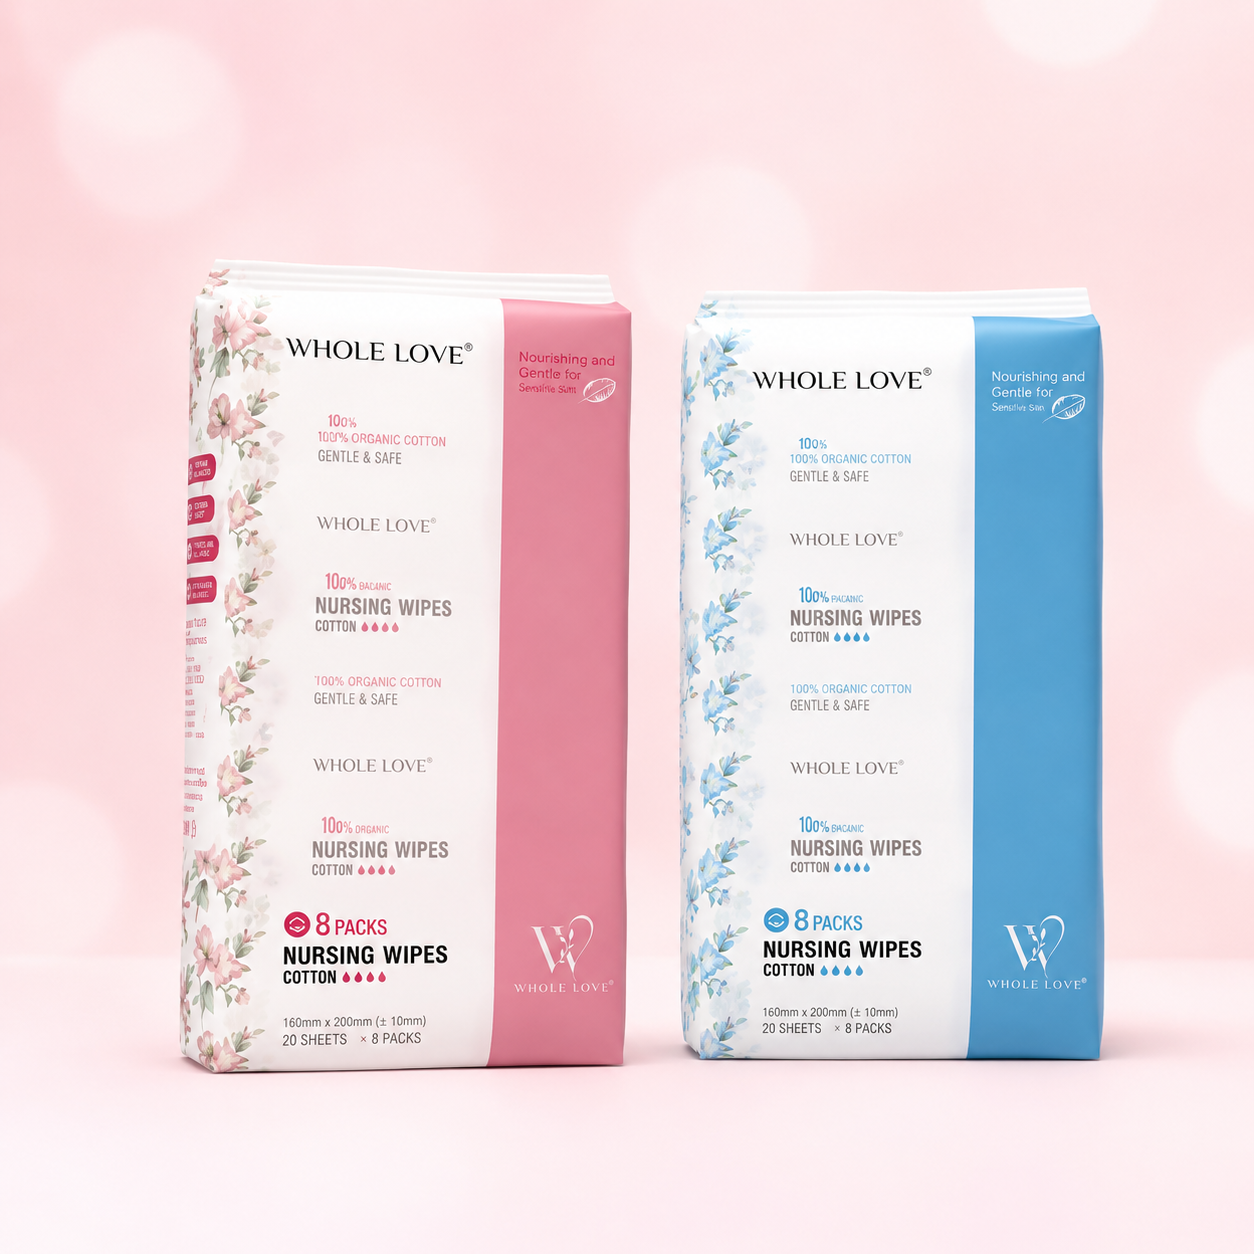 WHOLE LOVE®
Nourishing and
Gentle for
100%
100% ORGANIC COTTON
GENTLE & SAFE
WHOLE LOVE®
100%
NURSING WIPES
COTTON
100% ORGANIC COTTON
GENTLE & SAFE
WHOLE LOVE®
100% ORGANIC
NURSING WIPES
COTTON
8 PACKS
NURSING WIPES
COTTON
160mm x 200mm (± 10mm)
20 SHEETS × 8 PACKS
W
WHOLE LOVE®
WHOLE LOVE®
Nourishing and
Gentle for
100%
100% ORGANIC COTTON
GENTLE & SAFE
WHOLE LOVE®
100%
NURSING WIPES
COTTON
100% ORGANIC COTTON
GENTLE & SAFE
WHOLE LOVE®
100%
NURSING WIPES
COTTON
8 PACKS
NURSING WIPES
COTTON
160mm x 200mm (± 10mm)
20 SHEETS × 8 PACKS
W
WHOLE LOVE®